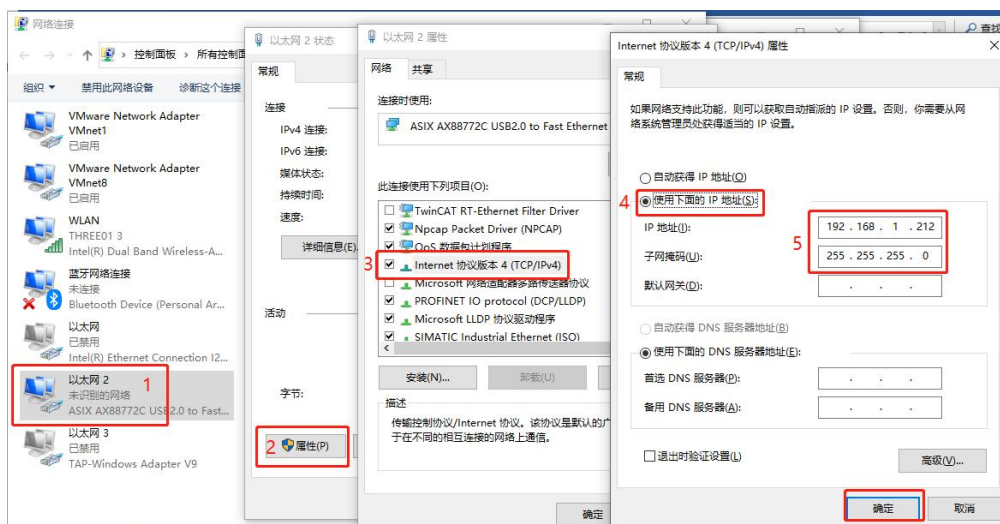 网络连接
控制面板 › 所有控制面
组织
禁用此网络设备
诊断这个连接
VMware Network Adapter
VMnet1
已启用
VMware Network Adapter
VMnet8
已启用
WLAN
THREE01 3
Intel(R) Dual Band Wireless-A...
蓝牙网络连接
未连接
Bluetooth Device (Personal Ar...
以太网
已禁用
Intel(R) Ethernet Connection I2...
以太网 2
未识别的网络
ASIX AX88772C USB2.0 to Fast...
1
以太网 3
已禁用
TAP-Windows Adapter V9
以太网 2 状态
常规
连接
IPv4 连接:
IPv6 连接:
媒体状态:
持续时间:
速度:
详细信息(E)
活动
字节:
2
属性(P)
以太网 2 属性
网络
共享
连接时使用:
ASIX AX88772C USB2.0 to Fast Ethernet
此连接使用下列项目(O):
TwinCAT RT-Ethernet Filter Driver
Npcap Packet Driver (NPCAP)
QoS 数据包计划程序
3
Internet 协议版本 4 (TCP/IPv4)
Microsoft 网络适配器多路传送器协议
PROFINET IO protocol (DCP/LLDP)
Microsoft LLDP 协议驱动程序
SIMATIC Industrial Ethernet (ISO)
安装(N)...
卸载(U)
描述
传输控制协议/Internet 协议。该协议是默认的广
于在不同的相互连接的网络上通信。
确定
查找
Internet 协议版本 4 (TCP/IPv4) 属性
常规
如果网络支持此功能，则可以获取自动指派的 IP 设置。否则，你需要从网
络系统管理员处获得适当的 IP 设置。
自动获得 IP 地址(O)
4
使用下面的 IP 地址(S):
IP 地址(I):
192 . 168 . 1 . 212
5
子网掩码(U):
255 . 255 . 255 . 0
默认网关(D):
. . .
自动获得 DNS 服务器地址(B)
使用下面的 DNS 服务器地址(E):
首选 DNS 服务器(P):
. . .
备用 DNS 服务器(A):
. . .
退出时验证设置(L)
高级(V)...
确定
取消